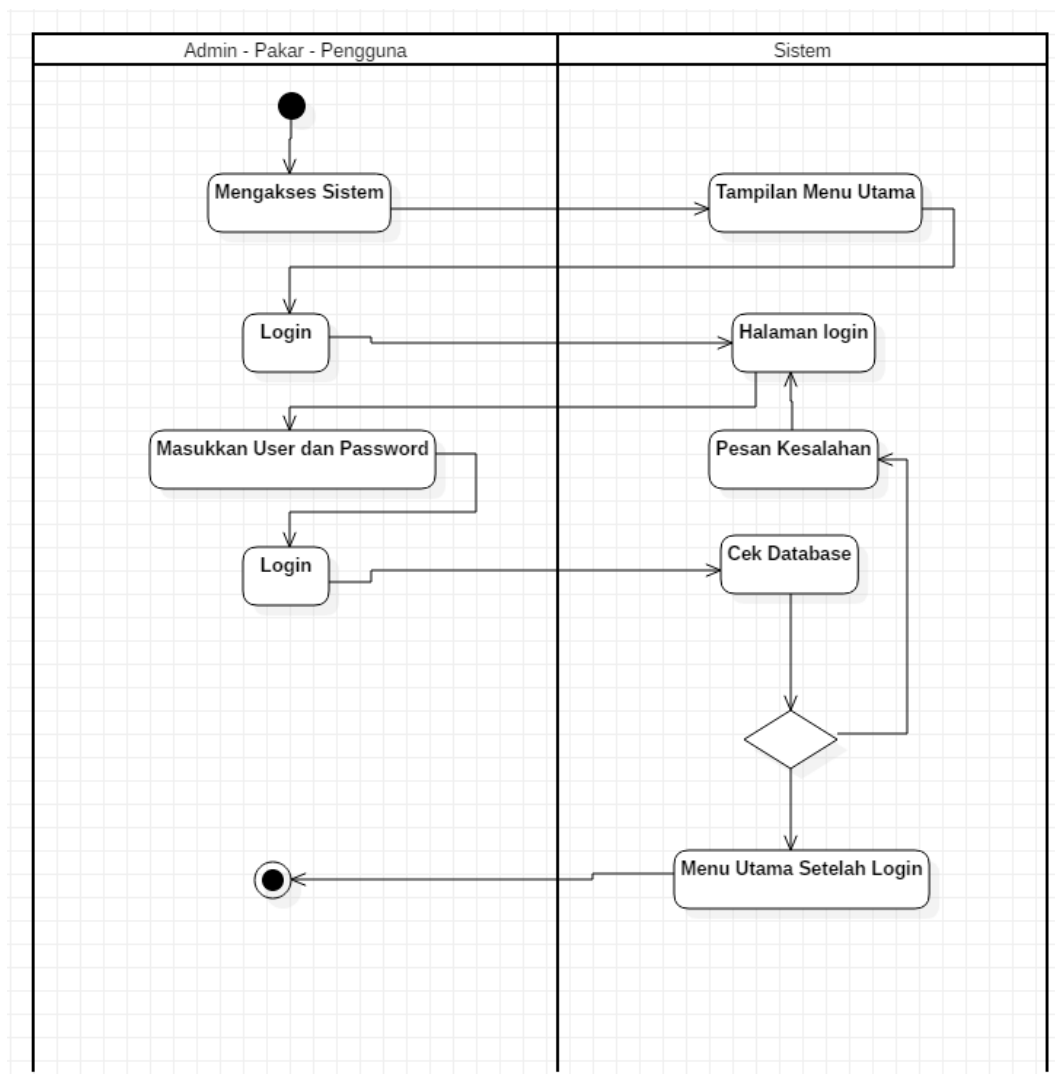 Admin - Pakar - Pengguna
Sistem
Mengakses Sistem
Tampilan Menu Utama
Login
Halaman login
Masukkan User dan Password
Pesan Kesalahan
Login
Cek Database
Menu Utama Setelah Login